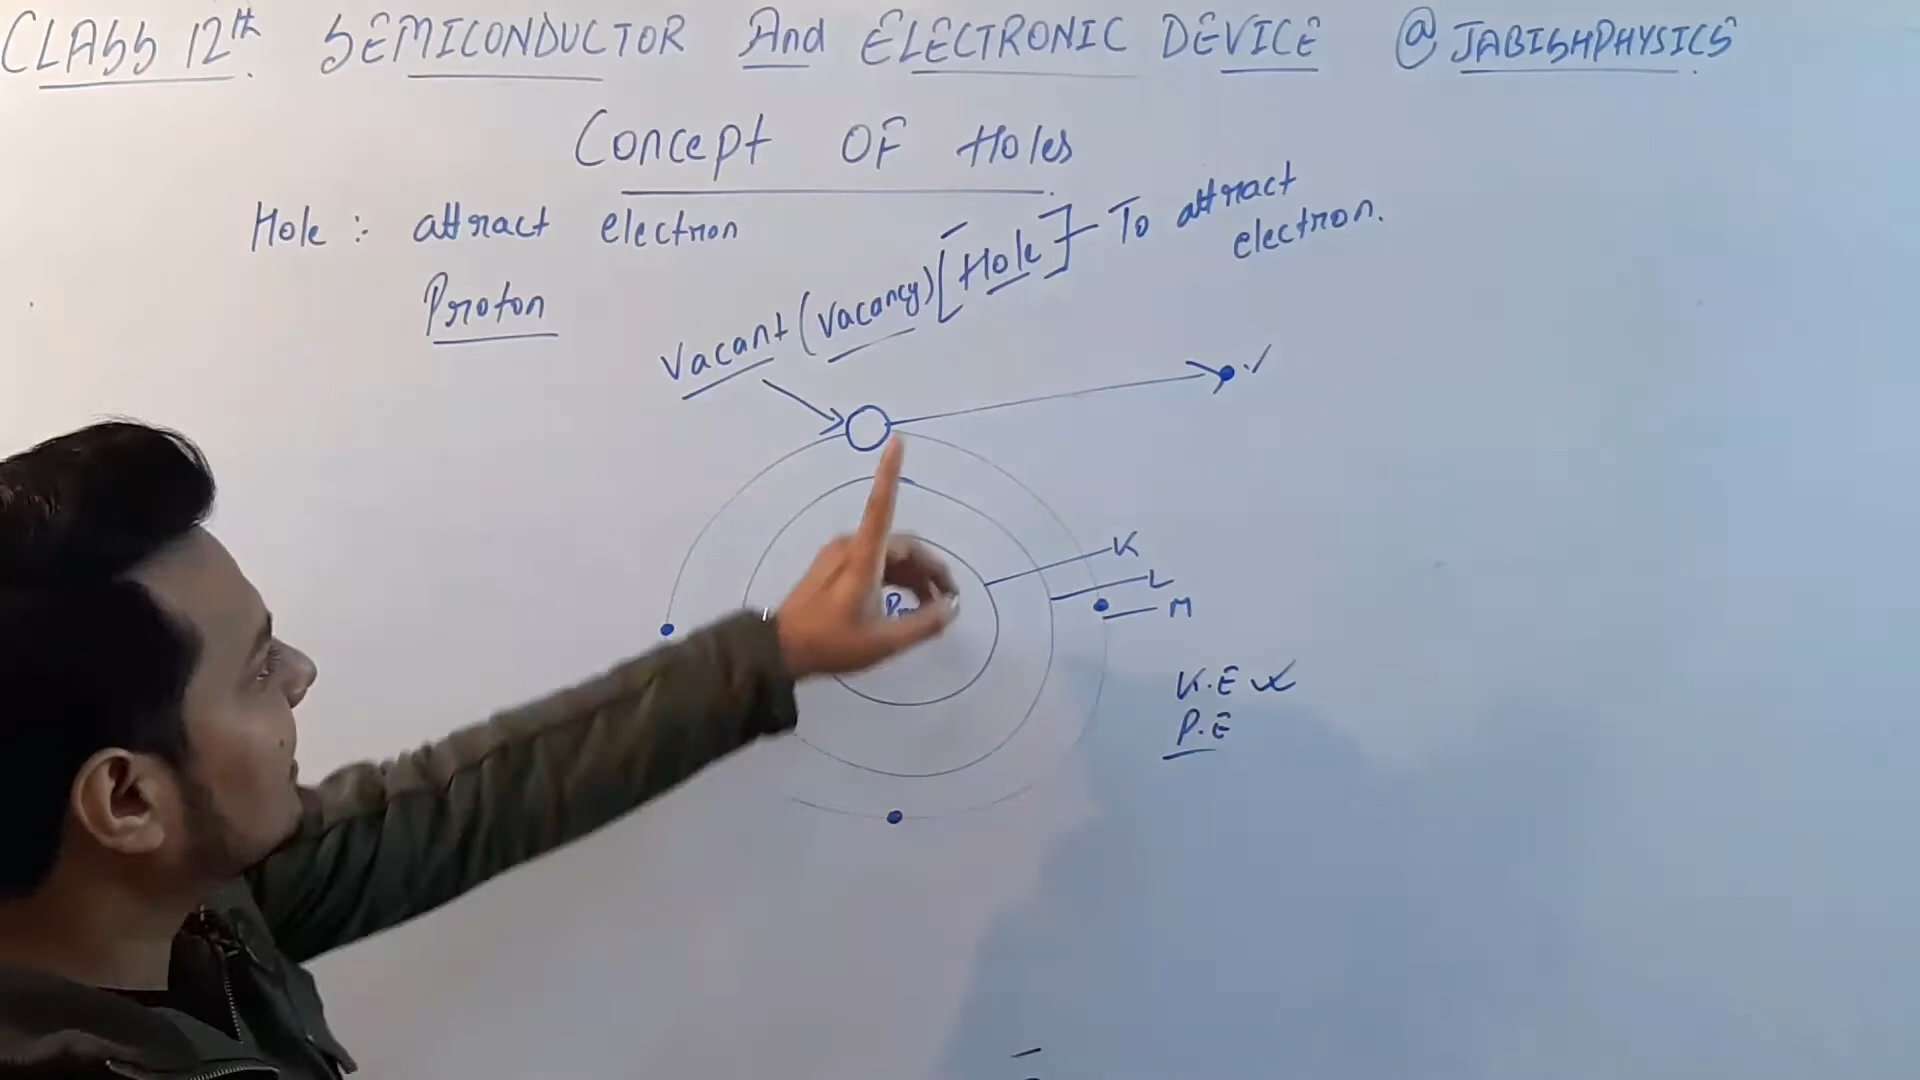 CLASS 12th SEMICONDUCTOR And ELECTRONIC DEVICE @JABISHPHYSICS
Concept OF Holes
Hole : attract electron
Proton
Vacant (Vacancy) [Hole] To attract
electron.
K
L
M
K.E
P.E